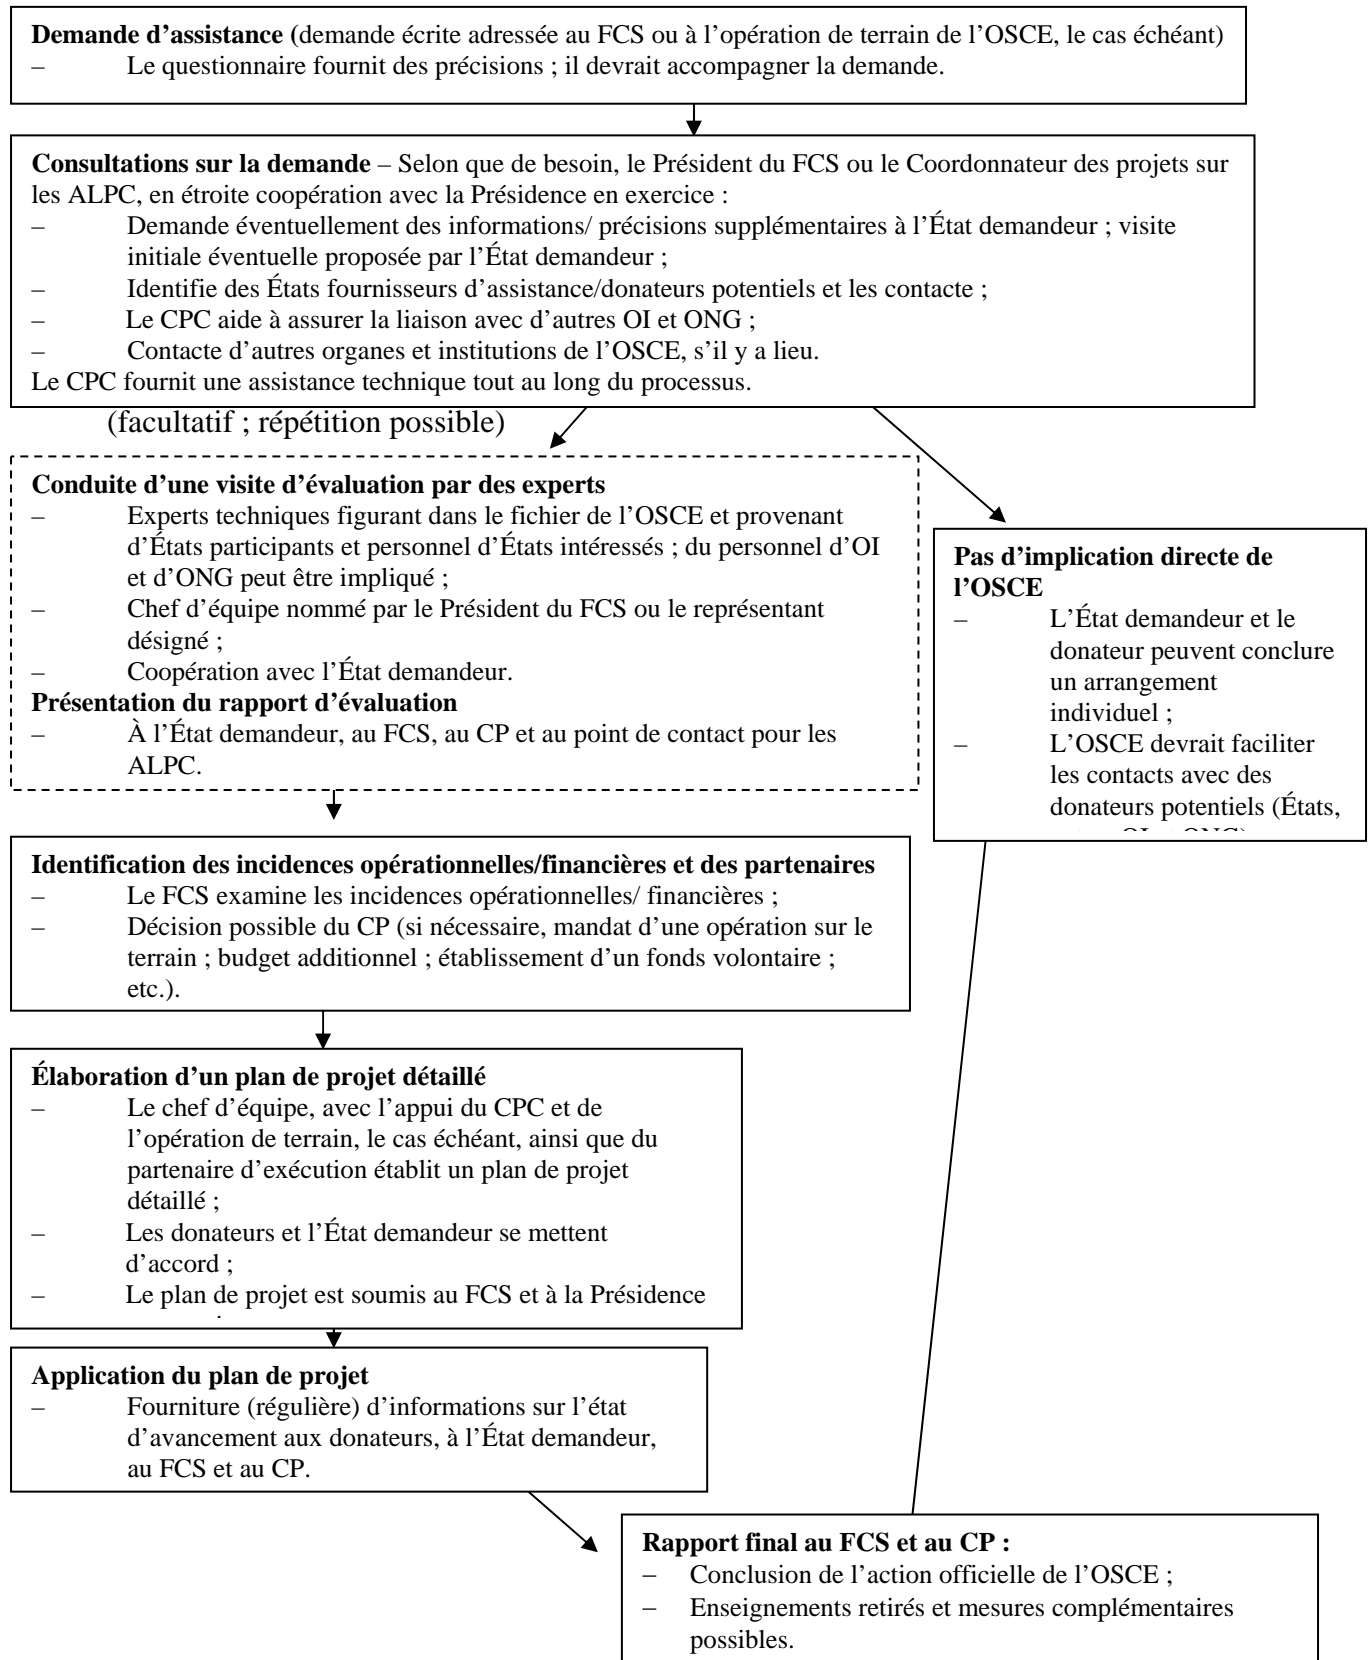 Demande d’assistance (demande écrite adressée au FCS ou à l’opération de terrain de l’OSCE, le cas échéant)
– Le questionnaire fournit des précisions ; il devrait accompagner la demande.
Consultations sur la demande – Selon que de besoin, le Président du FCS ou le Coordonnateur des projets sur
les ALPC, en étroite coopération avec la Présidence en exercice :
– Demande éventuellement des informations/ précisions supplémentaires à l’État demandeur ; visite
initiale éventuelle proposée par l’État demandeur ;
– Identifie des États fournisseurs d’assistance/donateurs potentiels et les contacte ;
– Le CPC aide à assurer la liaison avec d’autres OI et ONG ;
– Contacte d’autres organes et institutions de l’OSCE, s’il y a lieu.
Le CPC fournit une assistance technique tout au long du processus.
(facultatif ; répétition possible)
Conduite d’une visite d’évaluation par des experts
– Experts techniques figurant dans le fichier de l’OSCE et provenant
d’États participants et personnel d’États intéressés ; du personnel d’OI
et d’ONG peut être impliqué ;
– Chef d’équipe nommé par le Président du FCS ou le représentant
désigné ;
– Coopération avec l’État demandeur.
Présentation du rapport d’évaluation
– À l’État demandeur, au FCS, au CP et au point de contact pour les
ALPC.
Pas d’implication directe de
l’OSCE
– L’État demandeur et le
donateur peuvent conclure
un arrangement
individuel ;
– L’OSCE devrait faciliter
les contacts avec des
donateurs potentiels (États,
Identification des incidences opérationnelles/financières et des partenaires
– Le FCS examine les incidences opérationnelles/ financières ;
– Décision possible du CP (si nécessaire, mandat d’une opération sur le
terrain ; budget additionnel ; établissement d’un fonds volontaire ;
etc.).
Élaboration d’un plan de projet détaillé
– Le chef d’équipe, avec l’appui du CPC et de
l’opération de terrain, le cas échéant, ainsi que du
partenaire d’exécution établit un plan de projet
détaillé ;
– Les donateurs et l’État demandeur se mettent
d’accord ;
– Le plan de projet est soumis au FCS et à la Présidence
Application du plan de projet
– Fourniture (régulière) d’informations sur l’état
d’avancement aux donateurs, à l’État demandeur,
au FCS et au CP.
Rapport final au FCS et au CP :
– Conclusion de l’action officielle de l’OSCE ;
– Enseignements retirés et mesures complémentaires
possibles.